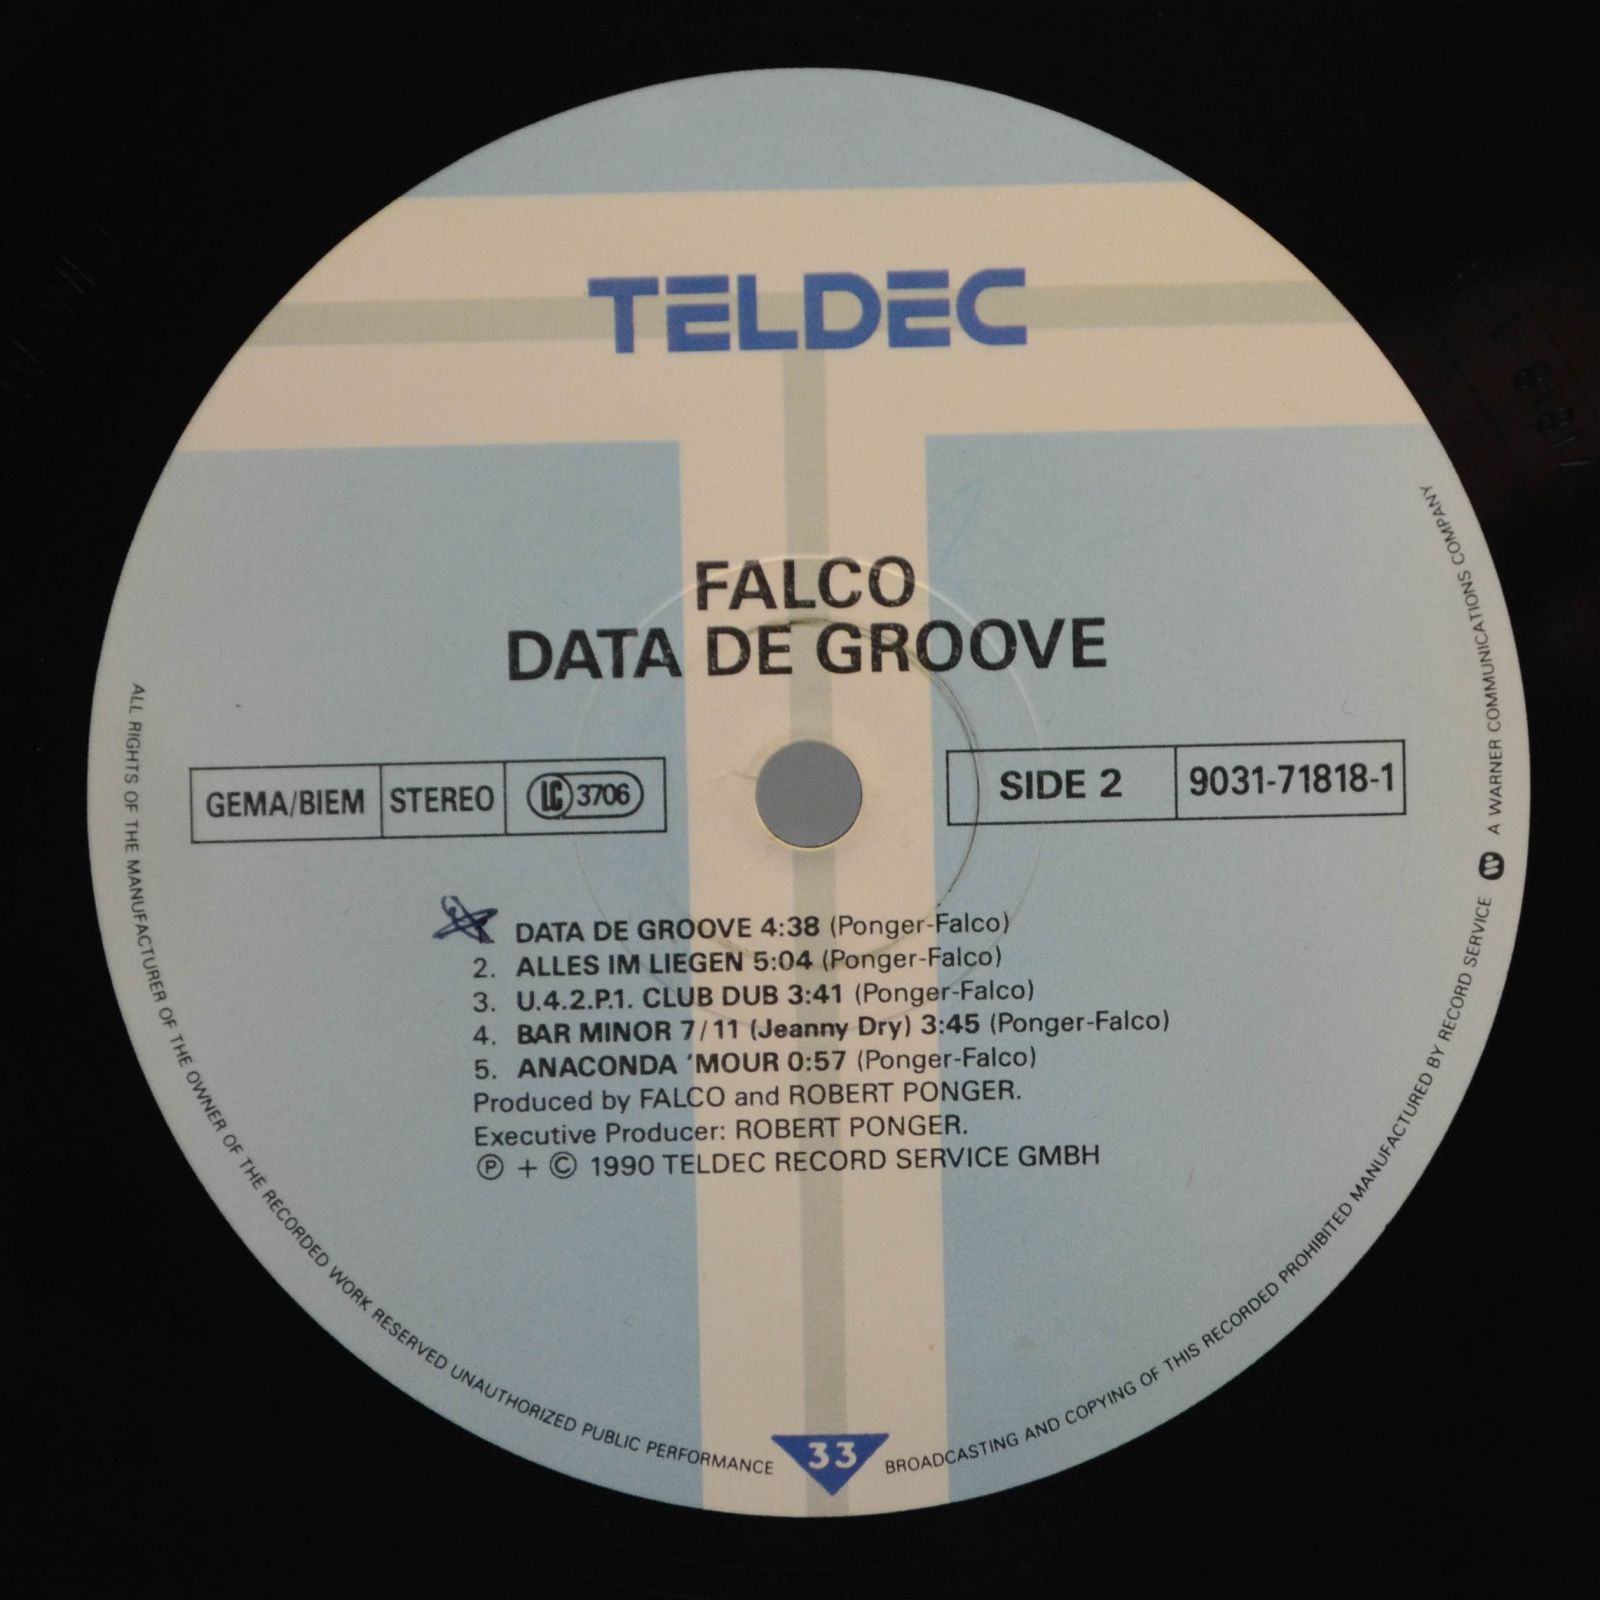 TELDEC
FALCO
DATA DE GROOVE
GEMA/BIEM STEREO LC 3706
SIDE 2 9031-71818-1
DATA DE GROOVE 4:38 (Ponger-Falco)
2. ALLES IM LIEGEN 5:04 (Ponger-Falco)
3. U.4.2.P.1. CLUB DUB 3:41 (Ponger-Falco)
4. BAR MINOR 7/11 (Jeanny Dry) 3:45 (Ponger-Falco)
5. ANACONDA 'MOUR 0:57 (Ponger-Falco)
Produced by FALCO and ROBERT PONGER.
Executive Producer: ROBERT PONGER.
Ⓟ + © 1990 TELDEC RECORD SERVICE GMBH
33
ALL RIGHTS OF THE MANUFACTURER OF THE OWNER OF THE RECORDED WORK RESERVED UNAUTHORIZED PUBLIC PERFORMANCE BROADCASTING AND COPYING OF THIS RECORDED PROHIBITED MANUFACTURED BY RECORD SERVICE A WARNER COMMUNICATIONS COMPANY